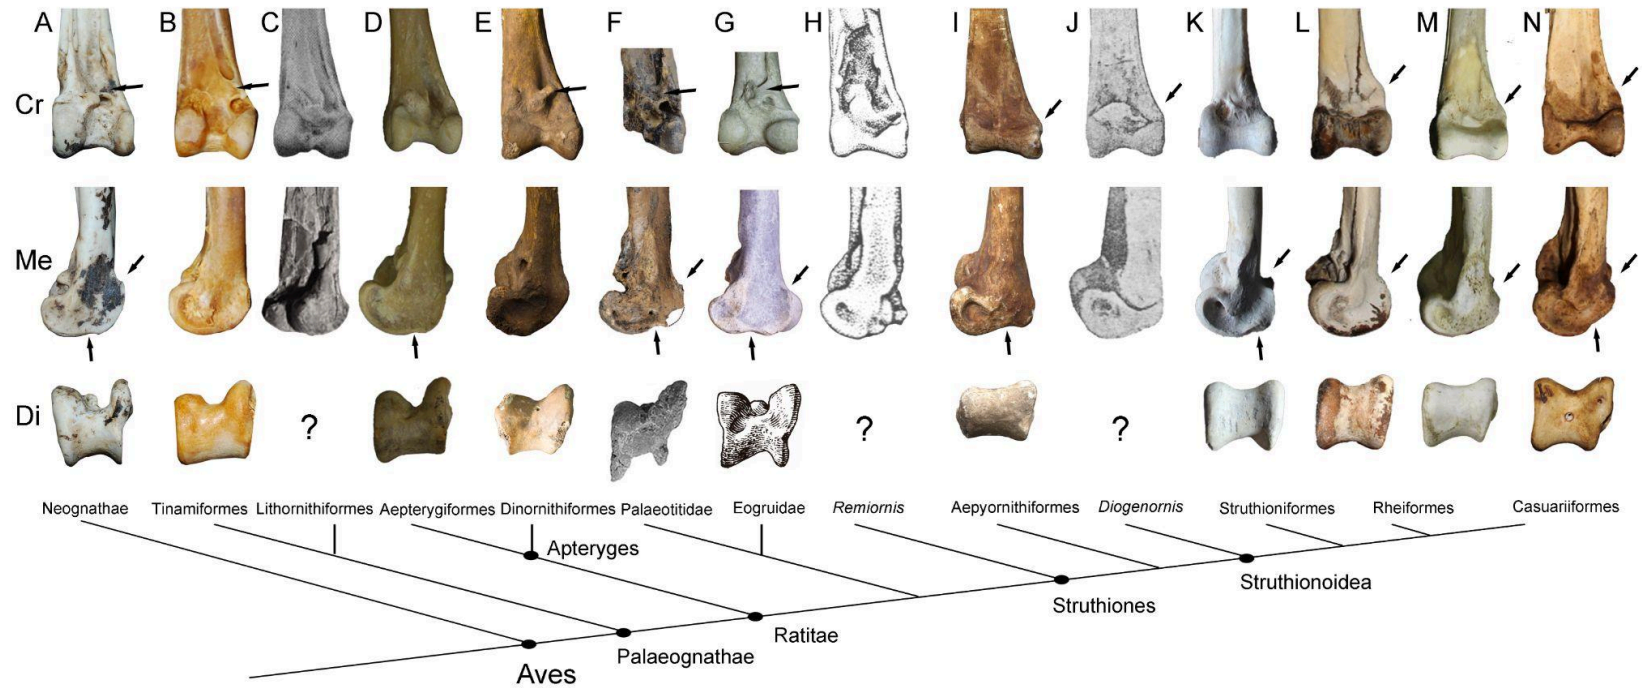 A B C D E F G H I J K L M N
Cr
Me
Di ? ? ?
Neognathae Tinamiformes Lithornithiformes Aepterygiformes Dinornithiformes Palaeotitidae Eogruidae Remiornis Aepyornithiformes Diogenornis Struthioniformes Rheiformes Casuariiformes
Apteryges
Struthionoidea
Struthiones
Ratitae
Palaeognathae
Aves